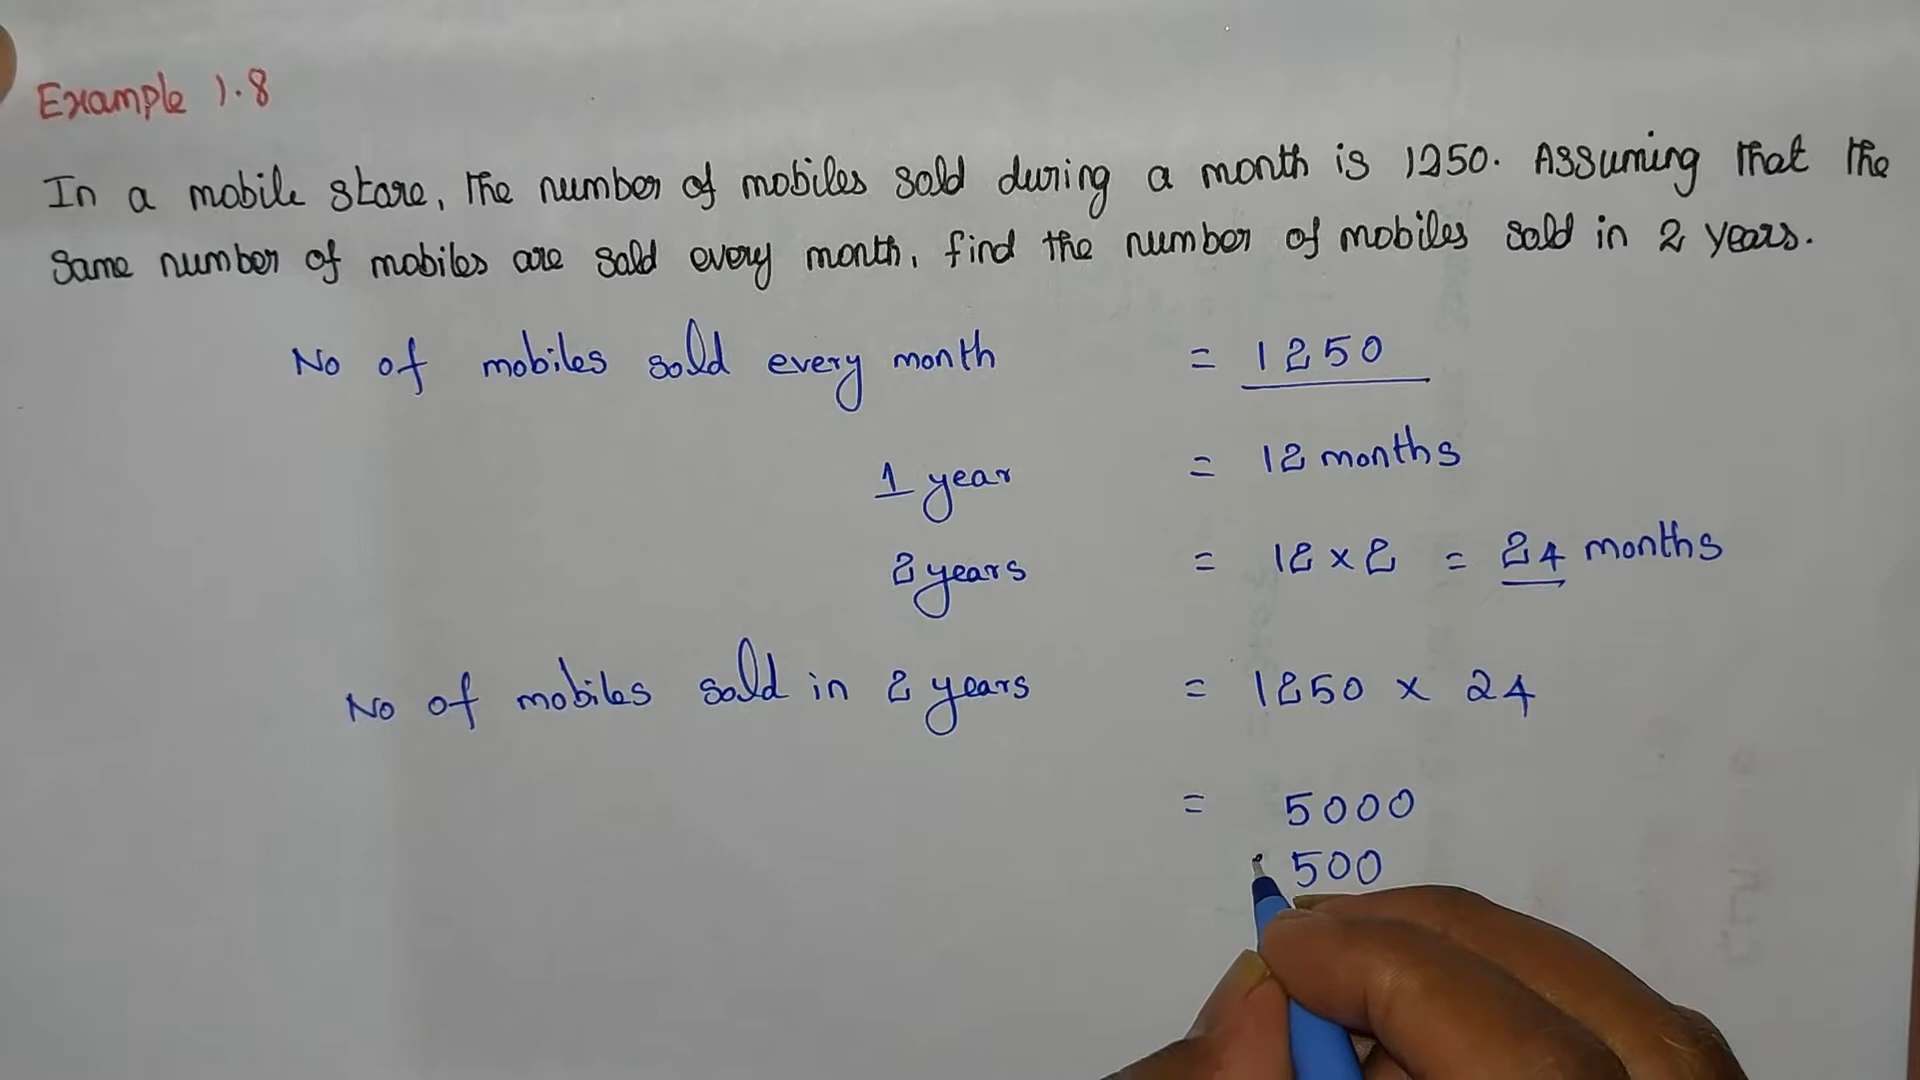 Example 1.8
In a mobile store, the number of mobiles sold during a month is 1250. Assuming that the
same number of mobiles are sold every month, find the number of mobiles sold in 2 years.
No of mobiles sold every month = 1250
1 year = 12 months
2 years = 12 x 2 = 24 months
No of mobiles sold in 2 years = 1250 x 24
= 5000
500